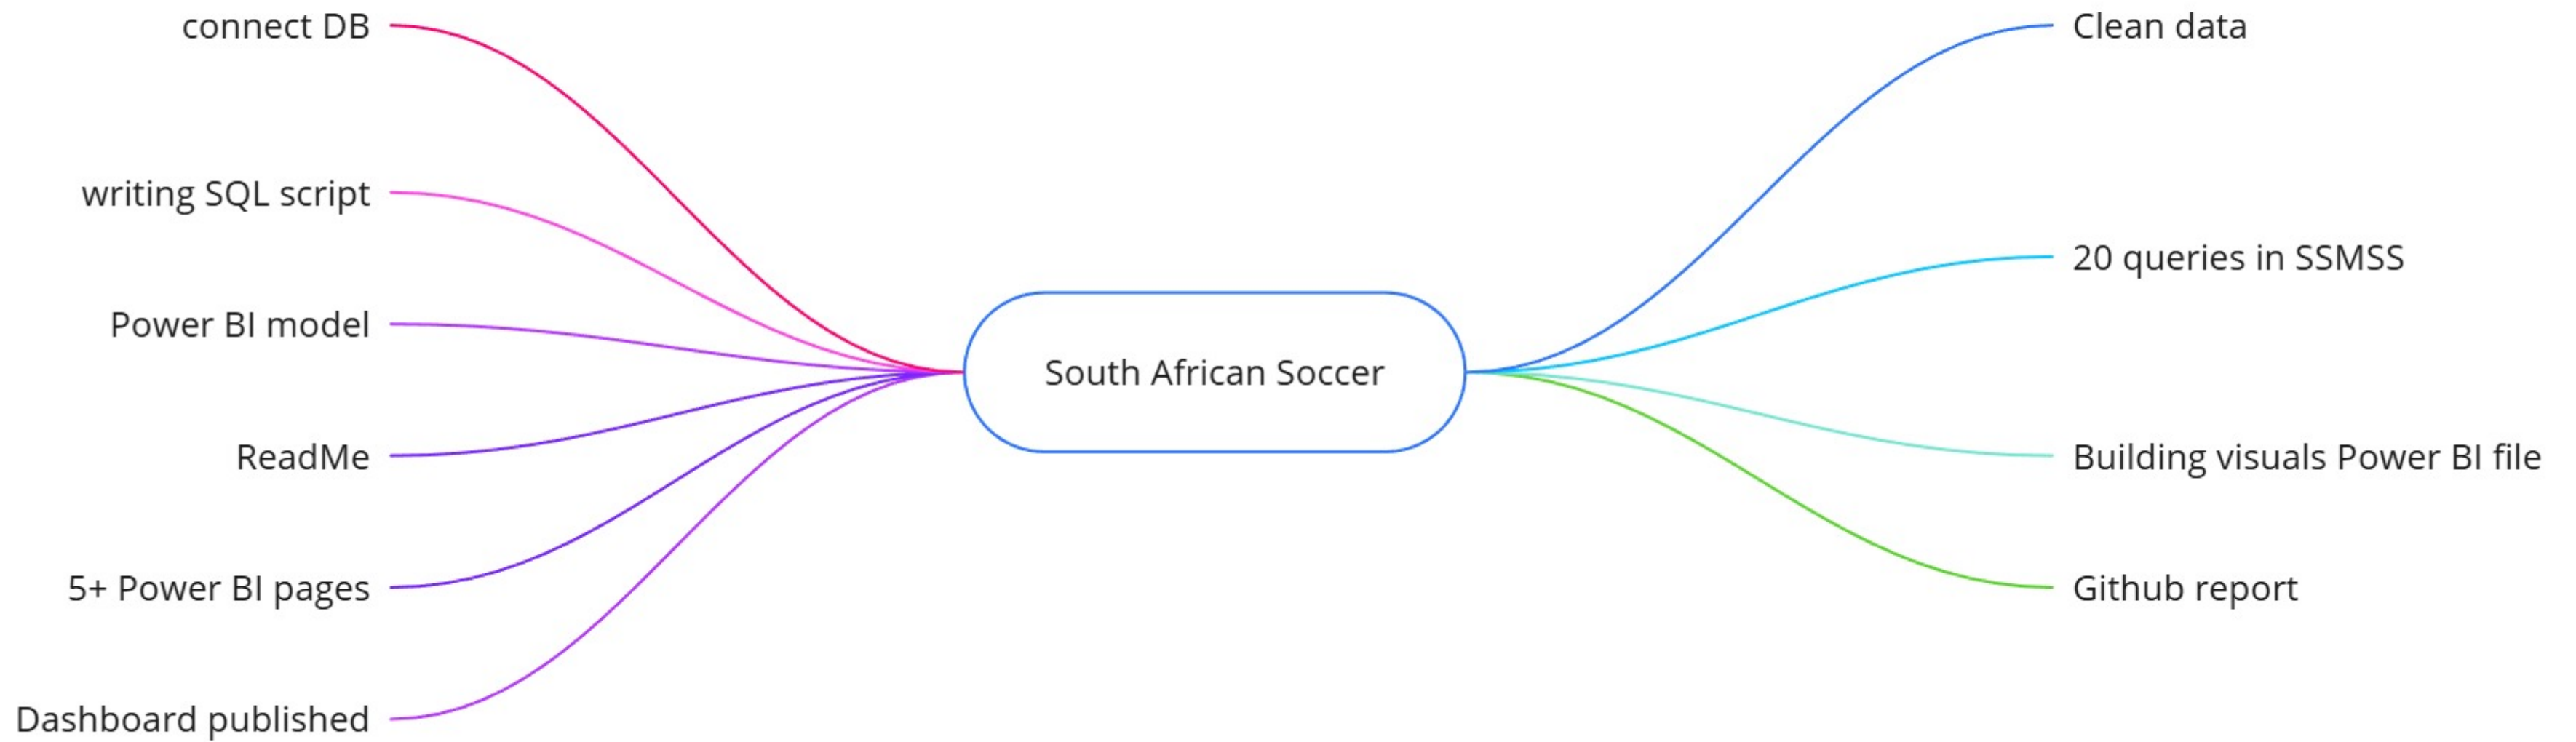 connect DB
writing SQL script
Power BI model
ReadMe
5+ Power BI pages
Dashboard published
South African Soccer
Clean data
20 queries in SSMSS
Building visuals Power BI file
Github report